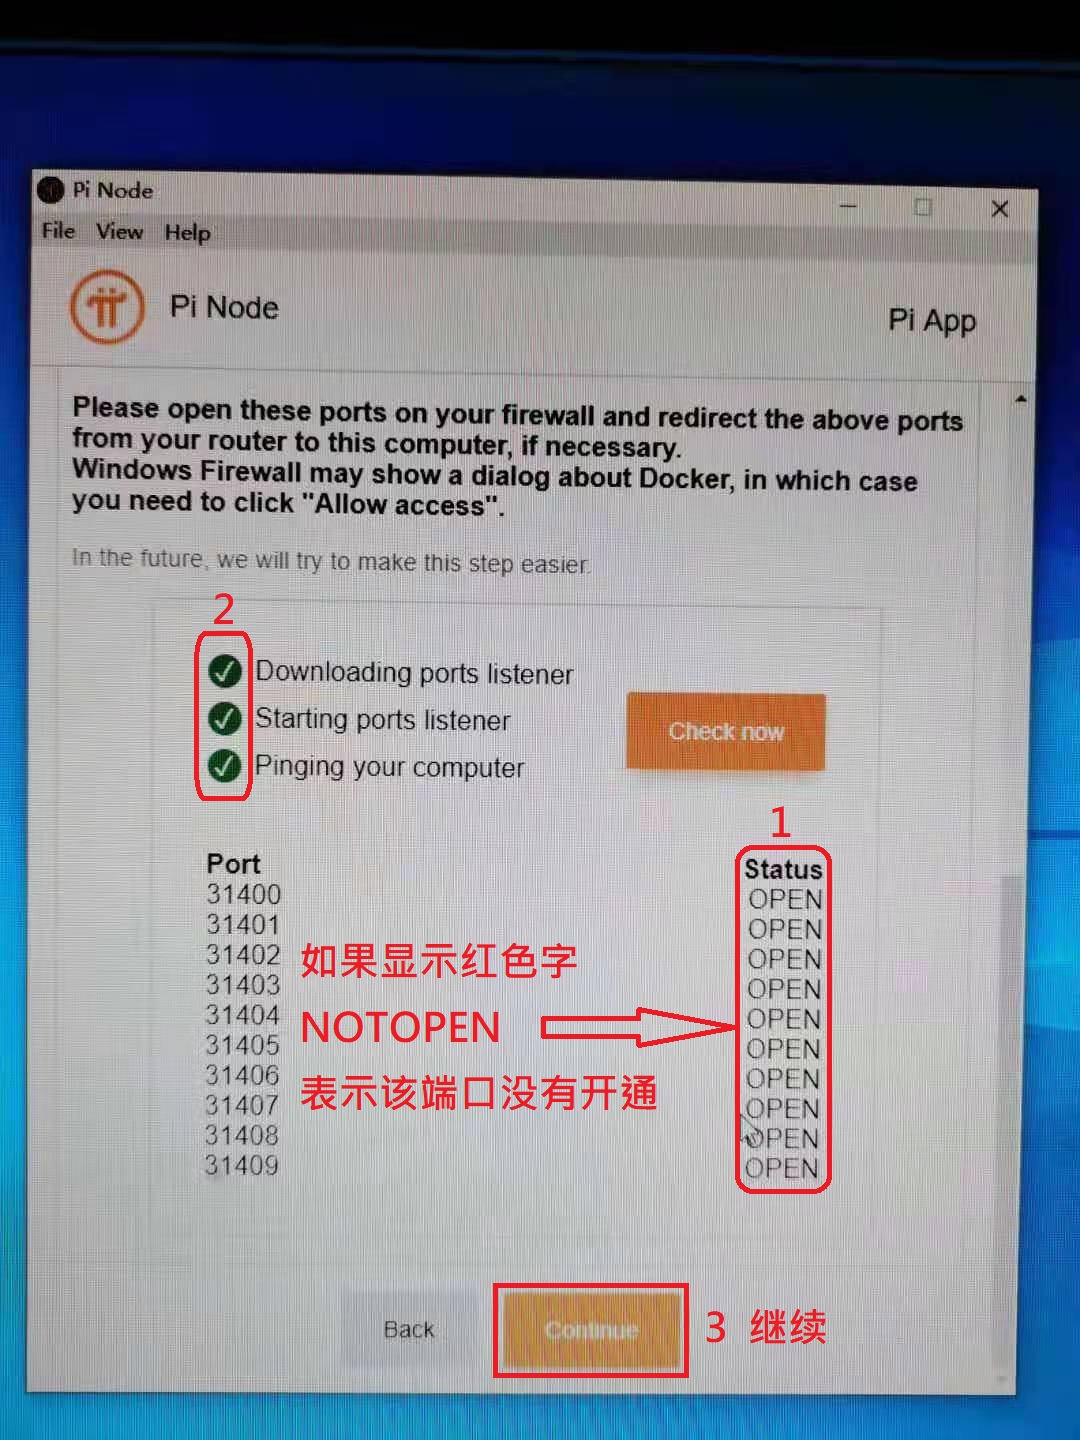 Pi Node
File View Help
Pi Node
Pi App
Please open these ports on your firewall and redirect the above ports
from your router to this computer, if necessary.
Windows Firewall may show a dialog about Docker, in which case
you need to click "Allow access".
In the future, we will try to make this step easier.
2
Downloading ports listener
Starting ports listener
Pinging your computer
Check now
1
Port Status
31400 OPEN
31401 OPEN
31402 OPEN
31403 OPEN
31404 OPEN
31405 OPEN
31406 OPEN
31407 OPEN
31408 OPEN
31409 OPEN
如果显示红色字
NOTOPEN
表示该端口没有开通
Back
Continue
3 继续